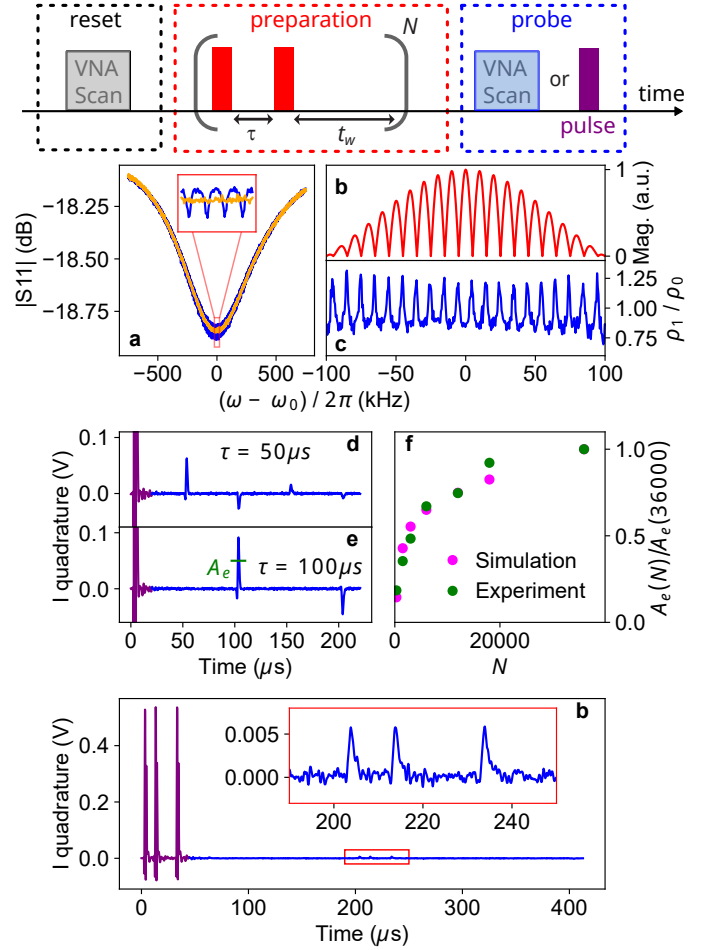 reset
preparation
probe
N
VNA
Scan
VNA
Scan
or
time
τ
t_w
pulse
−18.25
−18.50
−18.75
|S11| (dB)
a
−500
0
500
b
1
0
Mag. (a.u.)
1.25
1.00
0.75
ρ₁ / ρ₀
c
−100
−50
0
50
100
(ω − ω₀) / 2π (kHz)
0.1
0.0
d
τ = 50μs
0.1
0.0
e
A_e
τ = 100μs
I quadrature (V)
0
50
100
150
200
Time (μs)
f
1.0
0.5
0.0
Simulation
Experiment
A_e(N)/A_e(36000)
0
20000
N
0.4
0.2
0.0
I quadrature (V)
b
0.005
0.000
200
220
240
0
100
200
300
400
Time (μs)